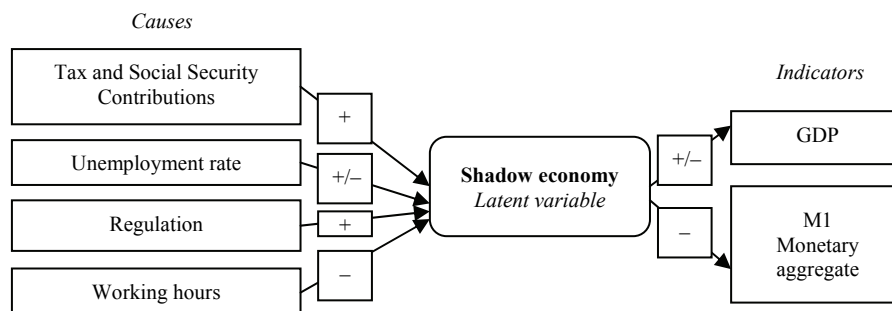 Causes
Tax and Social Security
Contributions
+
Unemployment rate
+/–
Regulation
+
Working hours
–
Shadow economy
Latent variable
Indicators
+/–
GDP
–
M1
Monetary
aggregate